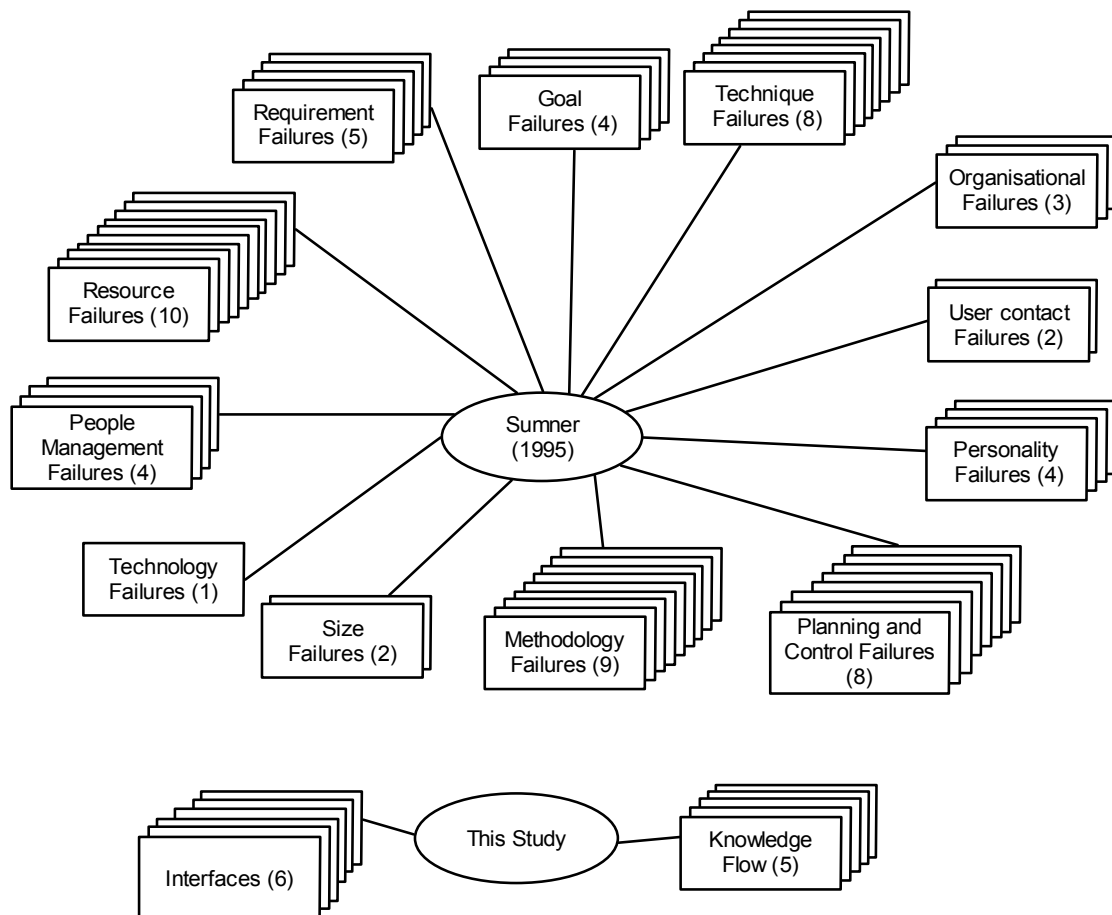 Requirement
Failures (5)
Goal
Failures (4)
Technique
Failures (8)
Organisational
Failures (3)
Resource
Failures (10)
User contact
Failures (2)
People
Management
Failures (4)
Sumner
(1995)
Personality
Failures (4)
Technology
Failures (1)
Size
Failures (2)
Methodology
Failures (9)
Planning and
Control Failures
(8)
Interfaces (6)
This Study
Knowledge
Flow (5)